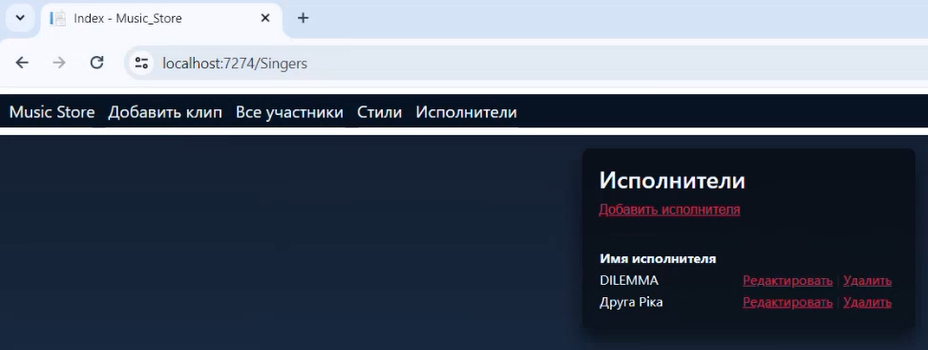 Index - Music_Store
localhost:7274/Singers
Music Store Добавить клип Все участники Стили Исполнители
Исполнители
Добавить исполнителя
Имя исполнителя
DILEMMA Редактировать | Удалить
Друга Ріка Редактировать | Удалить